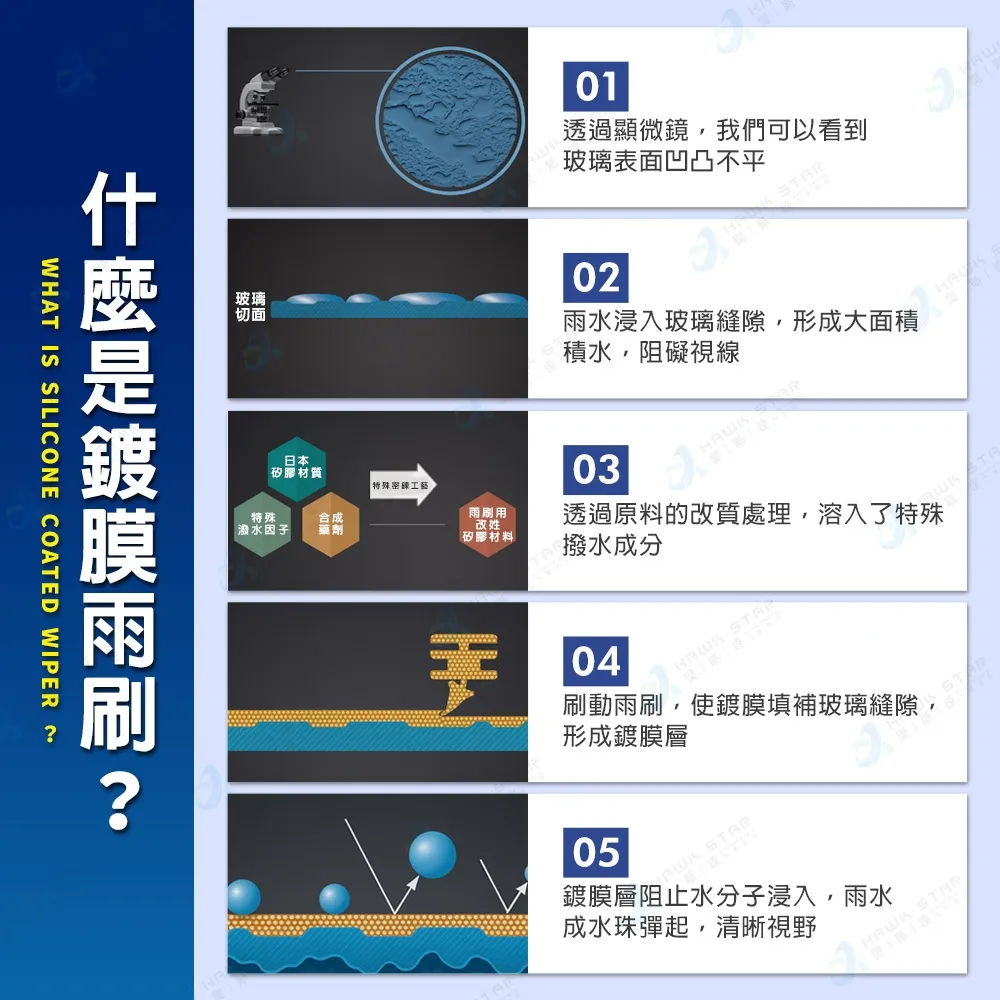 什麼是鍍膜雨刷？
WHAT IS SILICONE COATED WIPER ?
01
透過顯微鏡，我們可以看到
玻璃表面凹凸不平
玻璃
切面
02
雨水浸入玻璃縫隙，形成大面積
積水，阻礙視線
日本
矽膠材質
特殊
潑水因子
合成
藥劑
特殊密練工藝
雨刷用
改姓
矽膠材料
03
透過原料的改質處理，溶入了特殊
撥水成分
04
刷動雨刷，使鍍膜填補玻璃縫隙，
形成鍍膜層
05
鍍膜層阻止水分子浸入，雨水
成水珠彈起，清晰視野
HAWK STAR